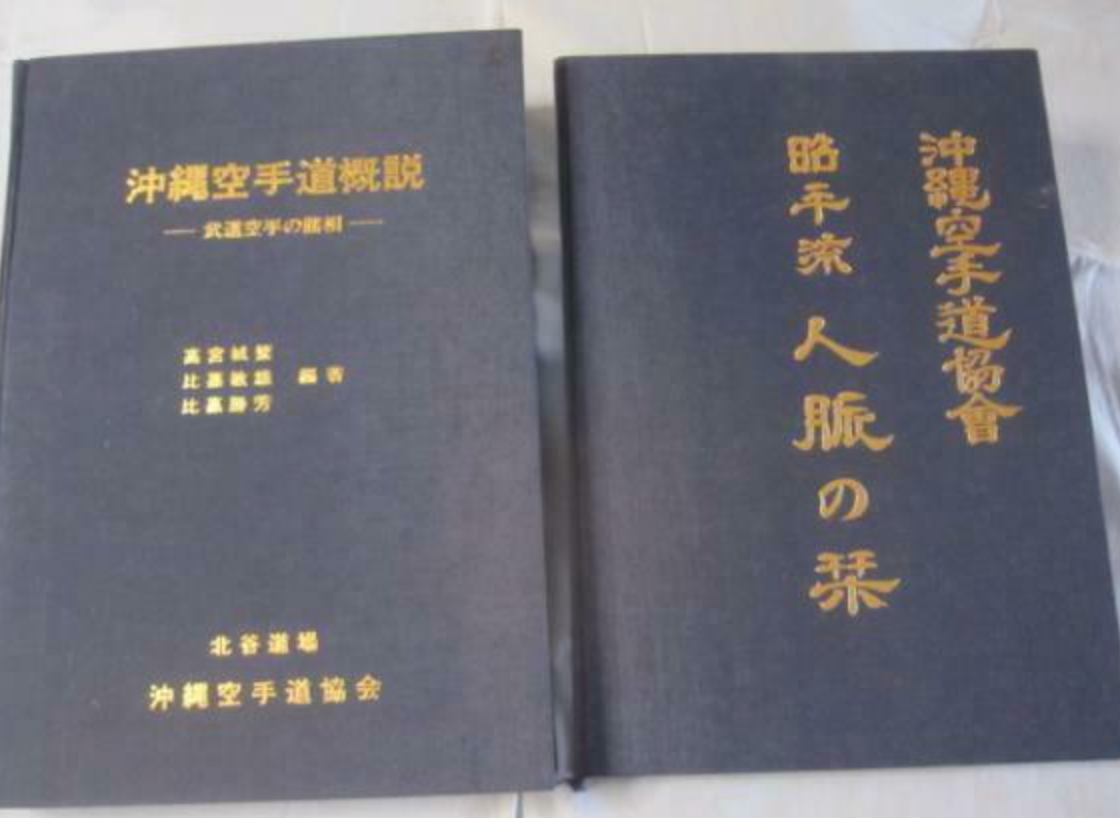 沖縄空手道概説
― 武道空手の諸相 ―
高宮城繁
比嘉敏雄 編著
比嘉勝芳
北谷道場
沖縄空手道協会
沖縄空手道協會
昭平流 人脈の栞